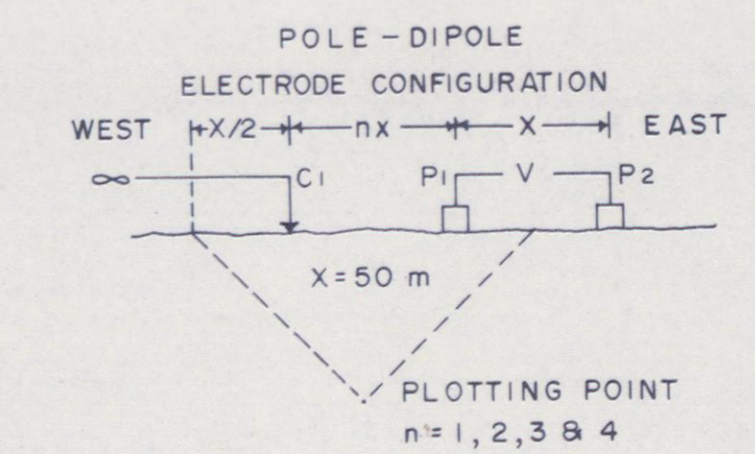 POLE - DIPOLE
ELECTRODE CONFIGURATION
WEST X/2 nx X EAST
∞ C1 P1 V P2
X = 50 m
PLOTTING POINT
n = 1, 2, 3 & 4